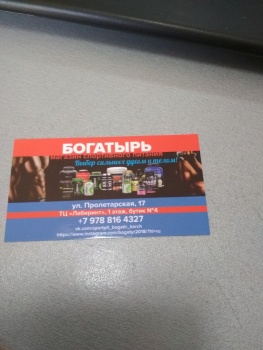 БОГАТЫРЬ
магазин спортивного питания
Выбор сильных духом и телом!
ул. Пролетарская, 17
ТЦ «Лабиринт», 1 этаж, бутик №4
+7 978 816 4327